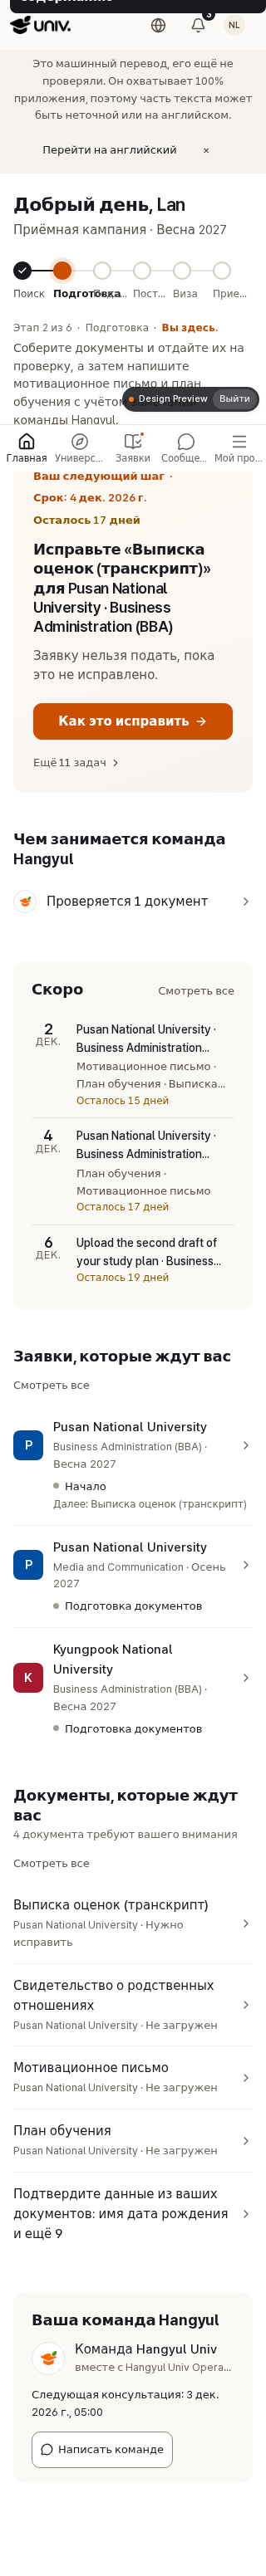 UNIV.
3
NL
Это машинный перевод, его ещё не
проверяли. Он охватывает 100%
приложения, поэтому часть текста может
быть неточной или на английском.
Перейти на английский ×
Добрый день, Lan
Приёмная кампания · Весна 2027
Поиск Подготовка Пост... Виза Прие...
Этап 2 из 6 · Подготовка · Вы здесь.
Соберите документы и отдайте их на
проверку, а затем напишите
мотивационное письмо и план
обучения с учётом
команды Hangyul.
Design Preview Выйти
Главная Универс... Заявки Сообще... Мой про...
Ваш следующий шаг ·
Срок: 4 дек. 2026 г.
Осталось 17 дней
Исправьте «Выписка
оценок (транскрипт)»
для Pusan National
University · Business
Administration (BBA)
Заявку нельзя подать, пока
это не исправлено.
Как это исправить →
Ещё 11 задач
Чем занимается команда
Hangyul
Проверяется 1 документ
Скоро Смотреть все
2 ДЕК.
Pusan National University ·
Business Administration...
Мотивационное письмо ·
План обучения · Выписка...
Осталось 15 дней
4 ДЕК.
Pusan National University ·
Business Administration...
План обучения ·
Мотивационное письмо
Осталось 17 дней
6 ДЕК.
Upload the second draft of
your study plan · Business...
Осталось 19 дней
Заявки, которые ждут вас
Смотреть все
P
Pusan National University
Business Administration (BBA) ·
Весна 2027
Начало
Далее: Выписка оценок (транскрипт)
P
Pusan National University
Media and Communication · Осень
2027
Подготовка документов
K
Kyungpook National
University
Business Administration (BBA) ·
Весна 2027
Подготовка документов
Документы, которые ждут
вас
4 документа требуют вашего внимания
Смотреть все
Выписка оценок (транскрипт)
Pusan National University · Нужно
исправить
Свидетельство о родственных
отношениях
Pusan National University · Не загружен
Мотивационное письмо
Pusan National University · Не загружен
План обучения
Pusan National University · Не загружен
Подтвердите данные из ваших
документов: имя дата рождения
и ещё 9
Ваша команда Hangyul
Команда Hangyul Univ
вместе с Hangyul Univ Opera...
Следующая консультация: 3 дек.
2026 г., 05:00
Написать команде